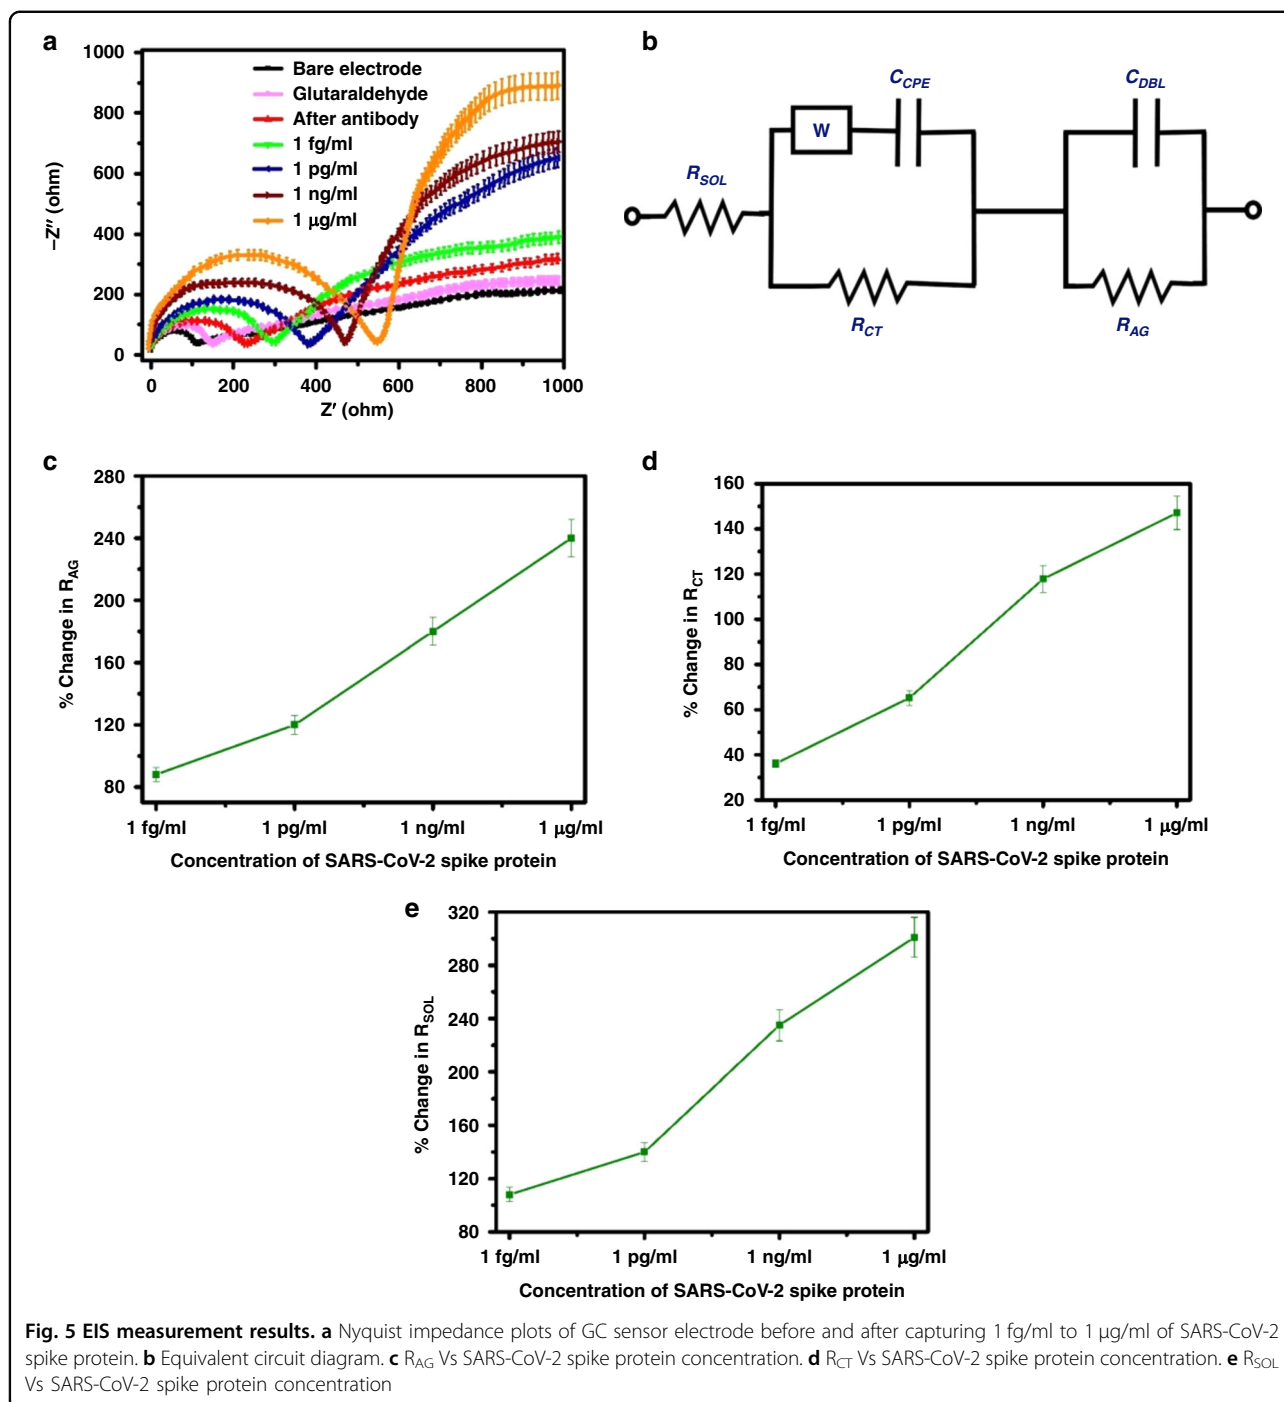 a
1000
800
600
400
200
0
−Z″ (ohm)
Bare electrode
Glutaraldehyde
After antibody
1 fg/ml
1 pg/ml
1 ng/ml
1 μg/ml
0 200 400 600 800 1000
Z′ (ohm)
b
R_SOL
W
C_CPE
R_CT
C_DBL
R_AG
c
280
240
200
160
120
80
% Change in R_AG
1 fg/ml 1 pg/ml 1 ng/ml 1 μg/ml
Concentration of SARS-CoV-2 spike protein
d
160
140
120
100
80
60
40
20
% Change in R_CT
1 fg/ml 1 pg/ml 1 ng/ml 1 μg/ml
Concentration of SARS-CoV-2 spike protein
e
320
280
240
200
160
120
80
% Change in R_SOL
1 fg/ml 1 pg/ml 1 ng/ml 1 μg/ml
Concentration of SARS-CoV-2 spike protein
Fig. 5 EIS measurement results. a Nyquist impedance plots of GC sensor electrode before and after capturing 1 fg/ml to 1 μg/ml of SARS-CoV-2
spike protein. b Equivalent circuit diagram. c R_AG Vs SARS-CoV-2 spike protein concentration. d R_CT Vs SARS-CoV-2 spike protein concentration. e R_SOL
Vs SARS-CoV-2 spike protein concentration